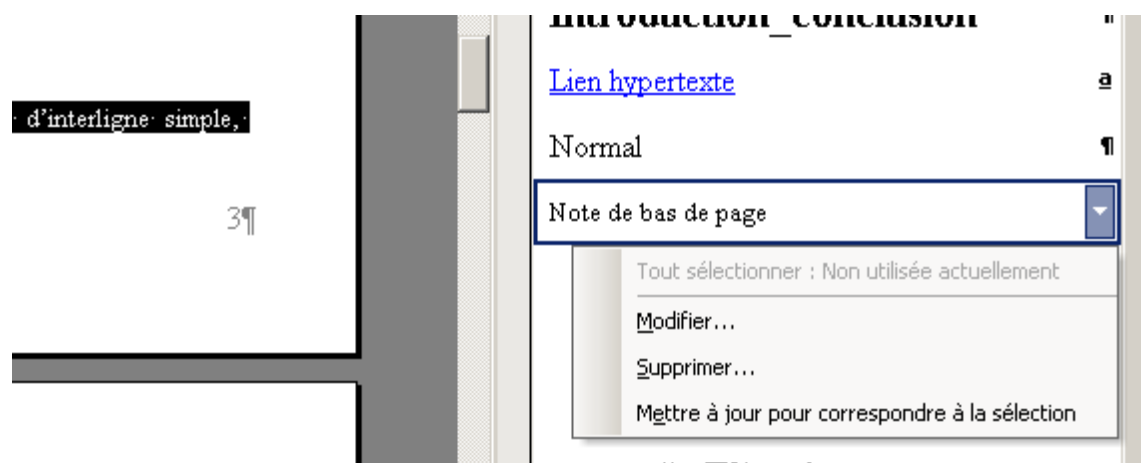 Introduction_conclusion ¶
Lien hypertexte a
· d’interligne· simple,·
Normal ¶
3¶
Note de bas de page
Tout sélectionner : Non utilisée actuellement
Modifier...
Supprimer...
Mettre à jour pour correspondre à la sélection